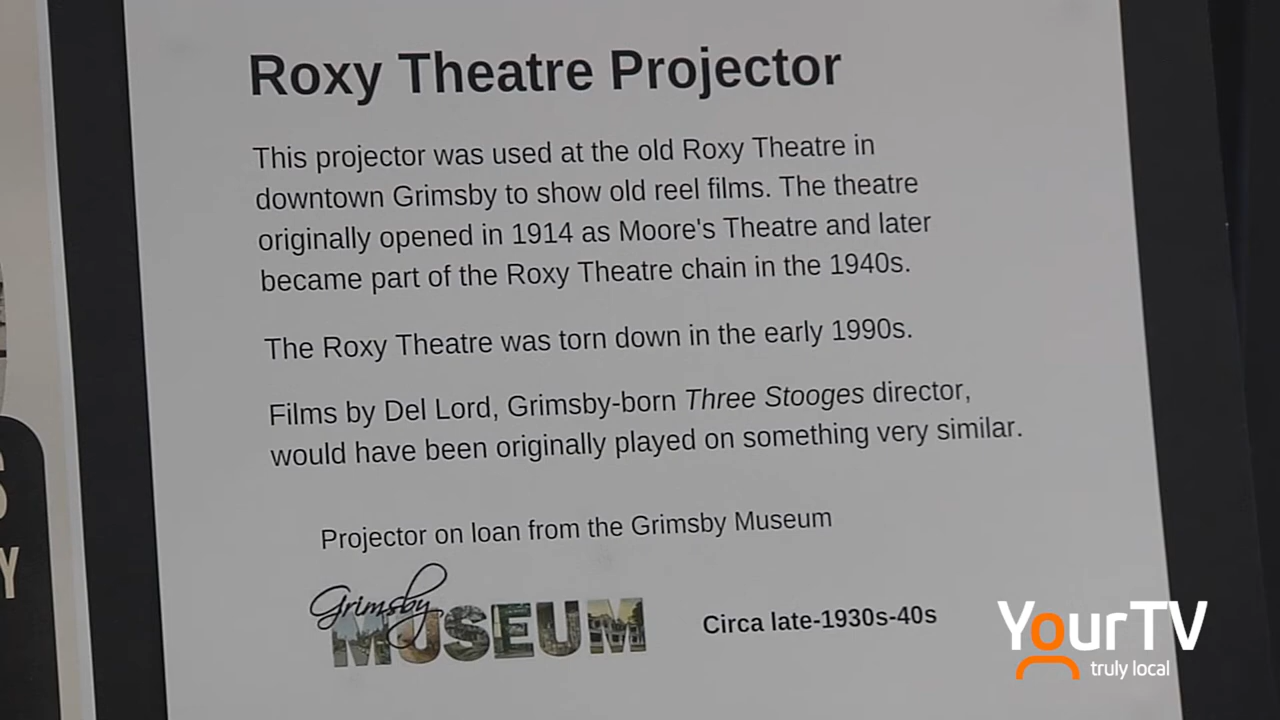 Roxy Theatre Projector
This projector was used at the old Roxy Theatre in
downtown Grimsby to show old reel films. The theatre
originally opened in 1914 as Moore's Theatre and later
became part of the Roxy Theatre chain in the 1940s.
The Roxy Theatre was torn down in the early 1990s.
Films by Del Lord, Grimsby-born Three Stooges director,
would have been originally played on something very similar.
Projector on loan from the Grimsby Museum
Grimsby
MUSEUM
Circa late-1930s-40s
YourTV
truly local
Y